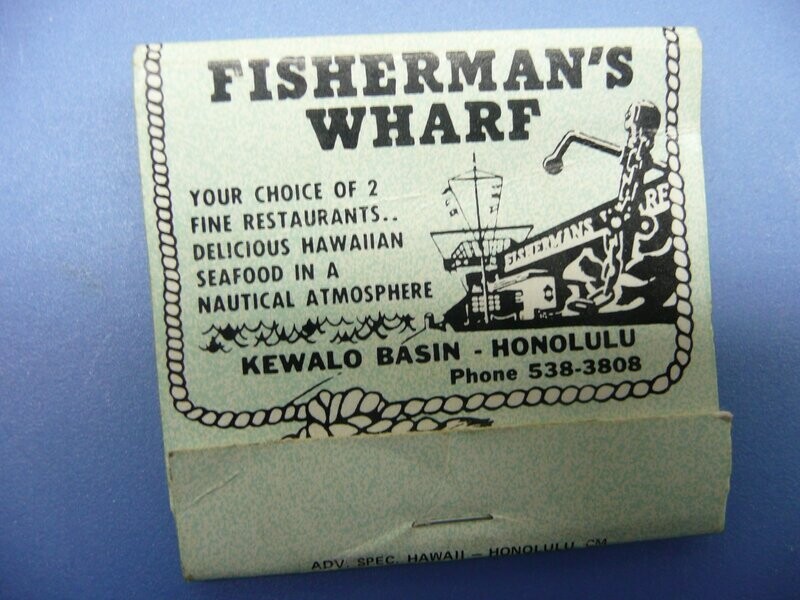 FISHERMAN'S
WHARF
YOUR CHOICE OF 2
FINE RESTAURANTS..
DELICIOUS HAWAIIAN
SEAFOOD IN A
NAUTICAL ATMOSPHERE
FISHERMANS
KEWALO BASIN - HONOLULU
Phone 538-3808
ADV. SPEC. HAWAII - HONOLULU CM